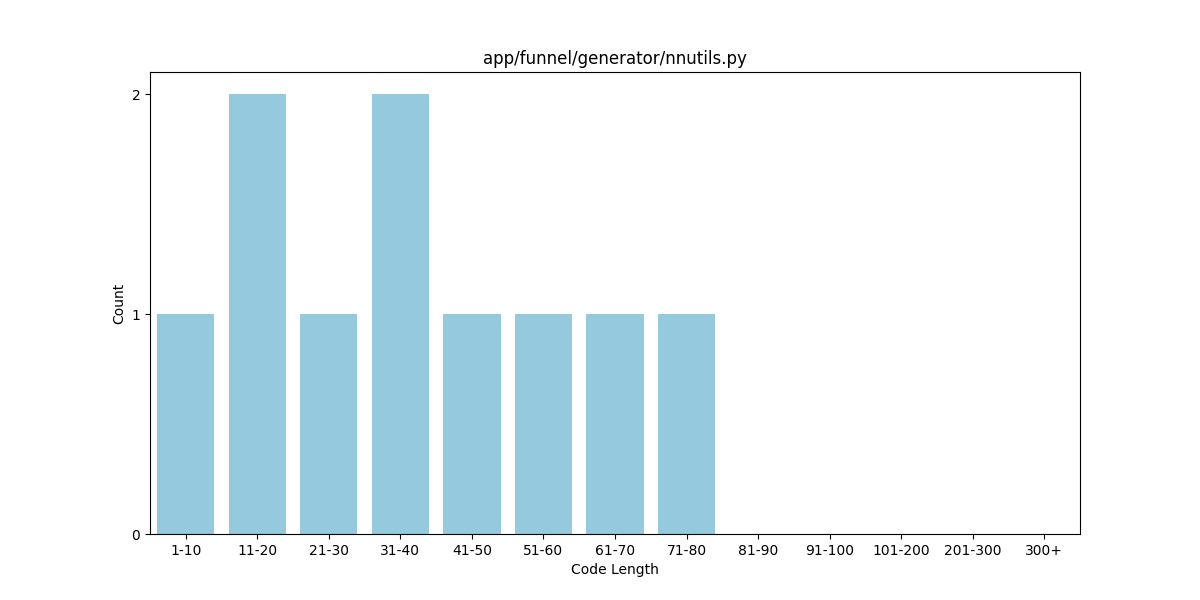 app/funnel/generator/nnutils.py
Count
2
1
0
1-10 11-20 21-30 31-40 41-50 51-60 61-70 71-80 81-90 91-100 101-200 201-300 300+
Code Length